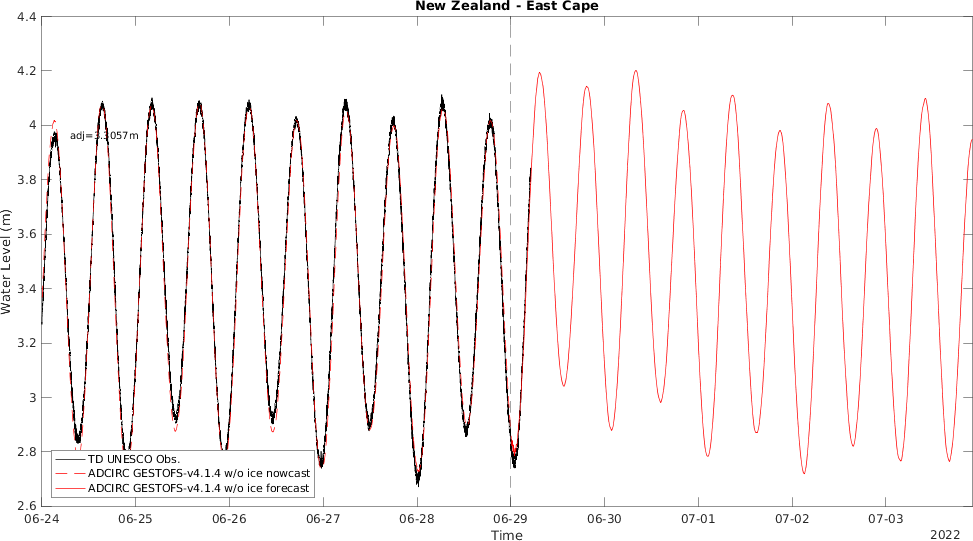 New Zealand - East Cape
4.4
4.2
4
3.8
3.6
3.4
3.2
3
2.8
2.6
Water Level (m)
adj=3.3057m
TD UNESCO Obs.
ADCIRC GESTOFS-v4.1.4 w/o ice nowcast
ADCIRC GESTOFS-v4.1.4 w/o ice forecast
06-24 06-25 06-26 06-27 06-28 06-29 06-30 07-01 07-02 07-03
Time
2022